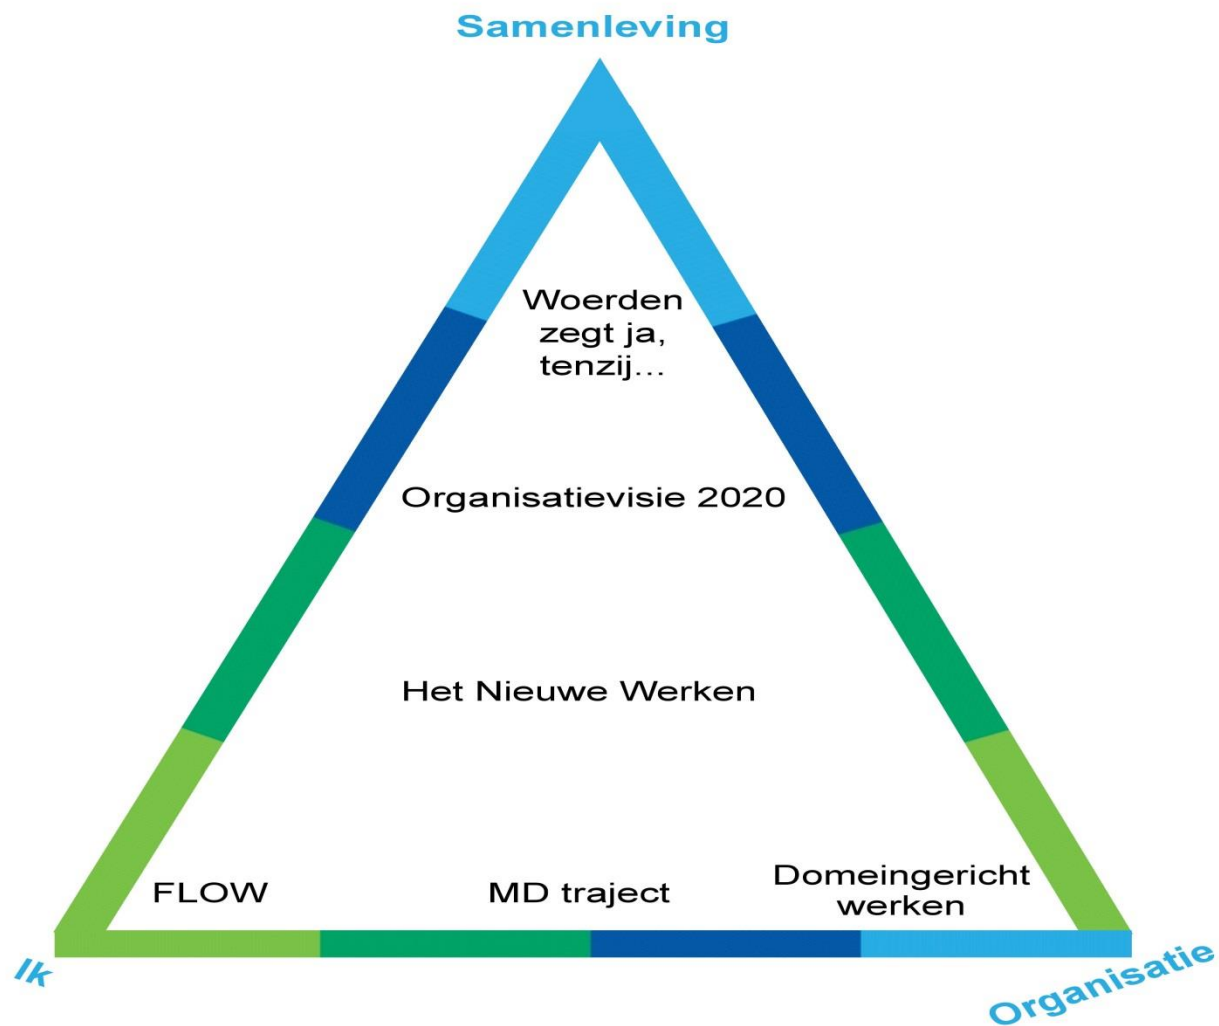 Samenleving
Woerden
zegt ja,
tenzij...
Organisatievisie 2020
Het Nieuwe Werken
FLOW
MD traject
Domeingericht
werken
Ik
Organisatie